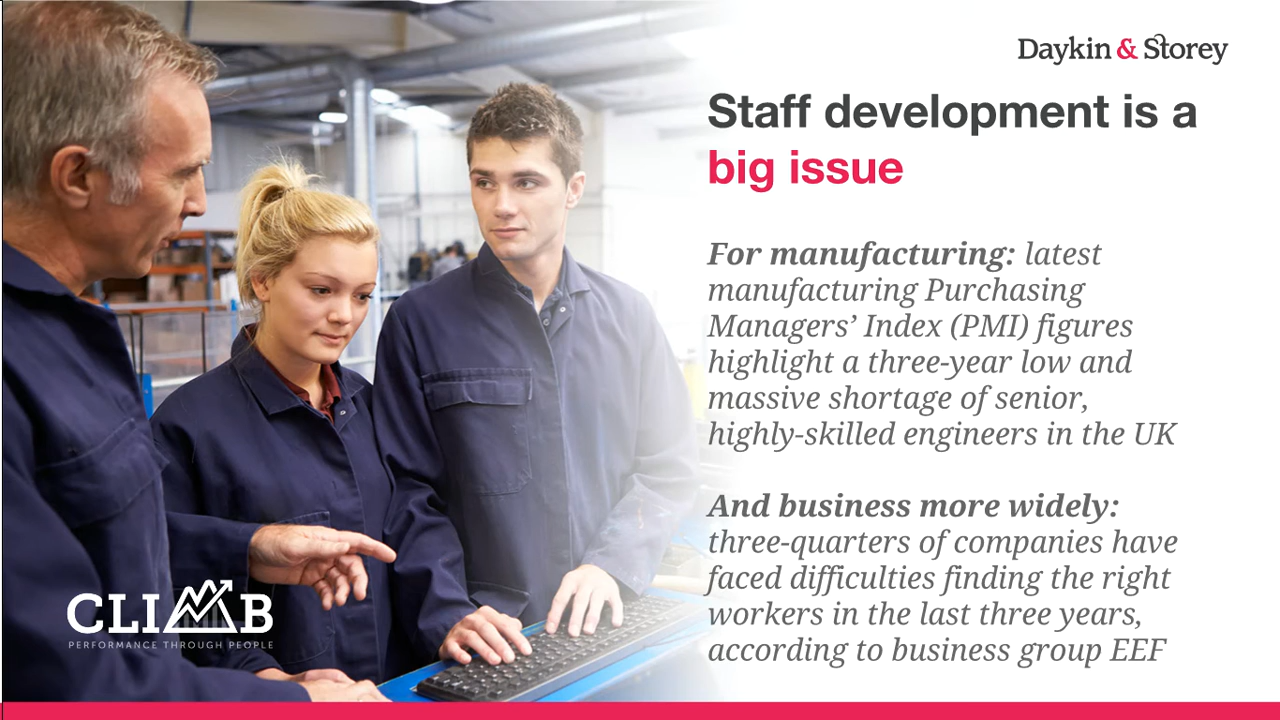 Daykin & Storey
Staff development is a
big issue
For manufacturing: latest
manufacturing Purchasing
Managers’ Index (PMI) figures
highlight a three-year low and
massive shortage of senior,
highly-skilled engineers in the UK
And business more widely:
three-quarters of companies have
faced difficulties finding the right
workers in the last three years,
according to business group EEF
CLIMB
PERFORMANCE THROUGH PEOPLE